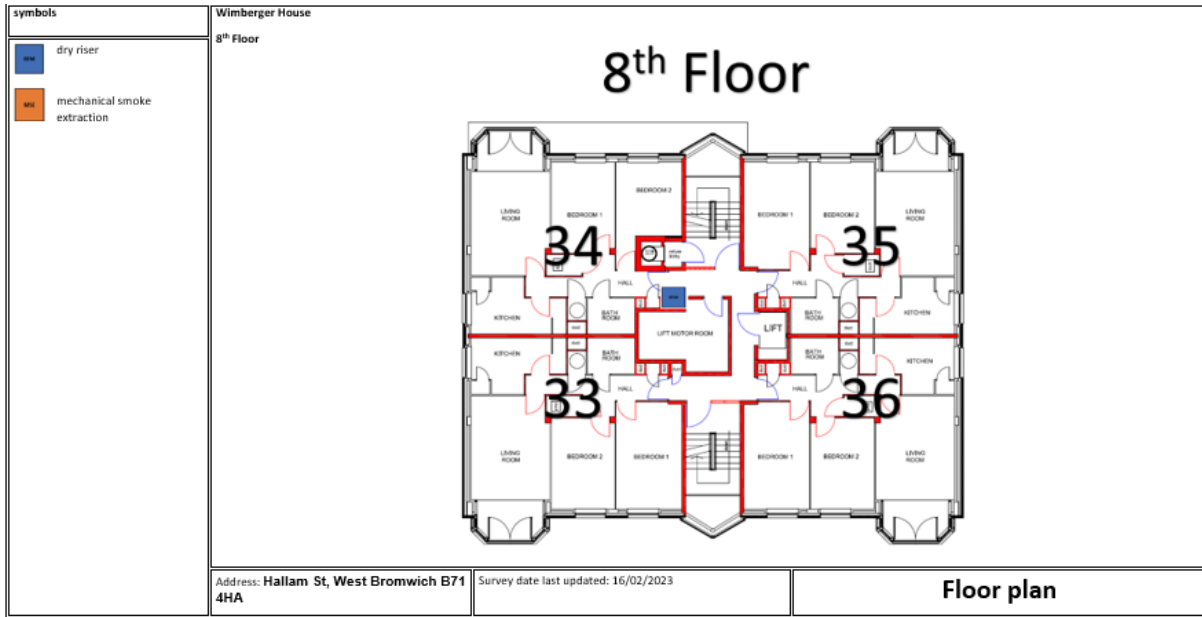 symbols
dry riser
mechanical smoke
extraction
Wimberger House
8th Floor
8th Floor
BEDROOM 2
LIVING
ROOM
BEDROOM 1
BEDROOM 1
BEDROOM 2
LIVING
ROOM
34
35
HALL
HALL
KITCHEN
BATH
ROOM
LIFT MOTOR ROOM
LIFT
BATH
ROOM
KITCHEN
KITCHEN
BATH
ROOM
BATH
ROOM
KITCHEN
33
HALL
HALL
36
LIVING
ROOM
BEDROOM 2
BEDROOM 1
BEDROOM 1
BEDROOM 2
LIVING
ROOM
Address: Hallam St, West Bromwich B71
4HA
Survey date last updated: 16/02/2023
Floor plan